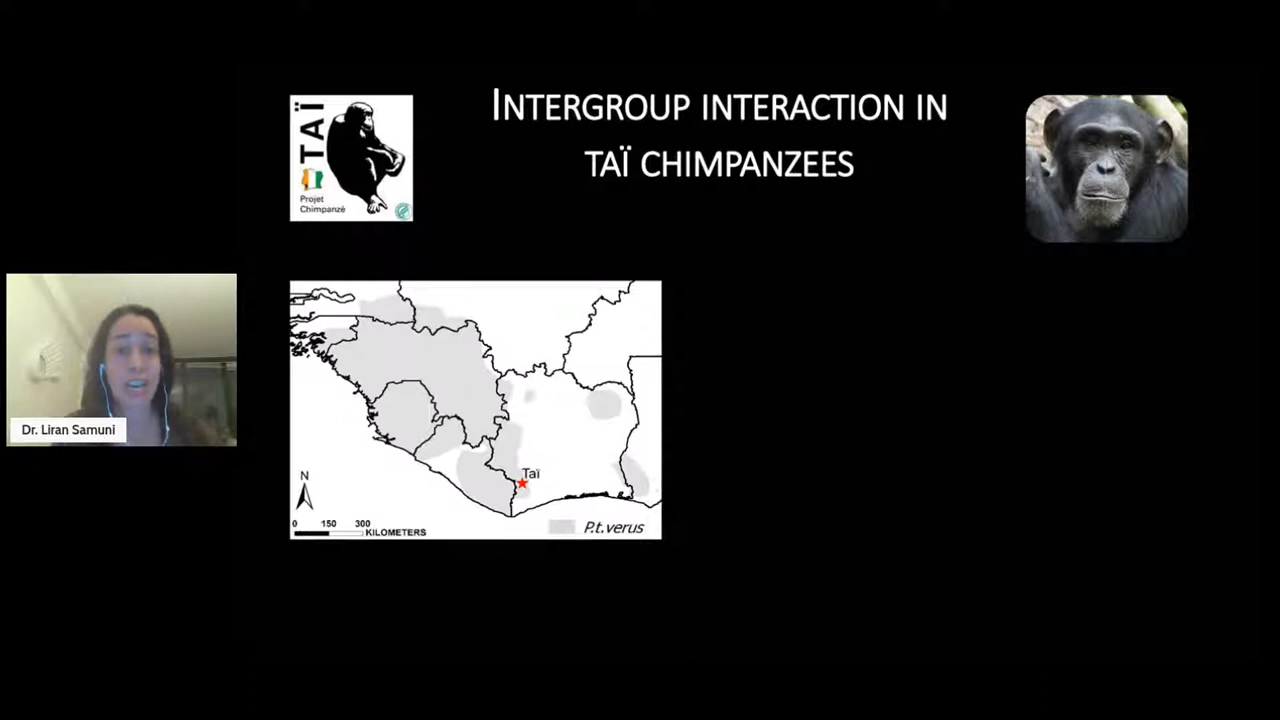 INTERGROUP INTERACTION IN
TAÏ CHIMPANZEES
TAÏ
Projet
Chimpanzé
Dr. Liran Samuni
Taï
N
0 150 300
KILOMETERS
P.t.verus